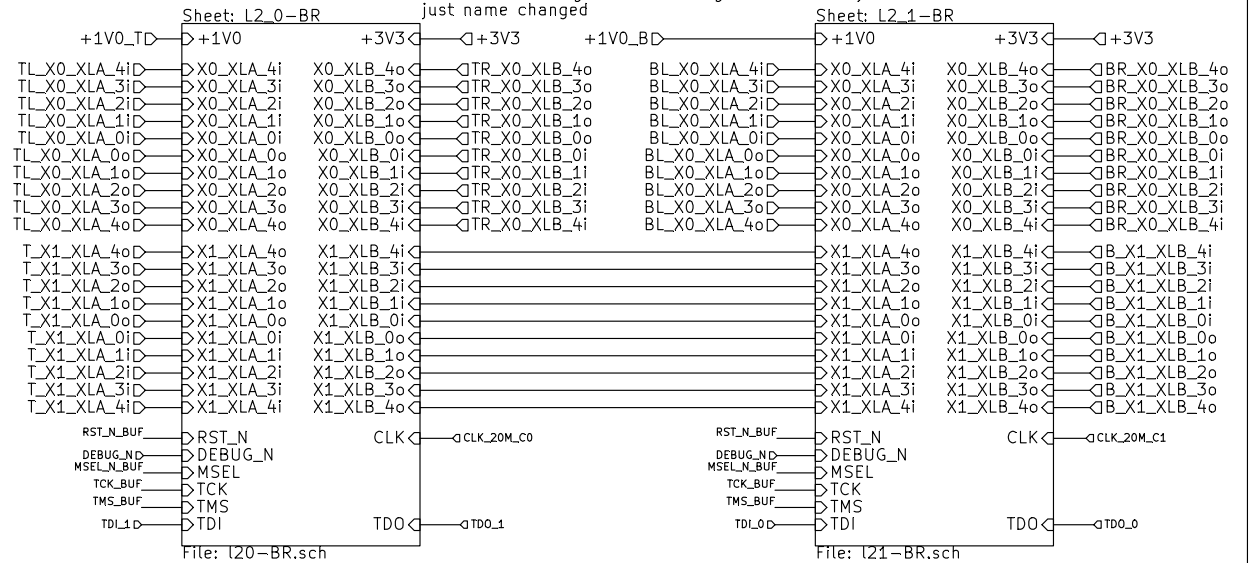 just name changed
Sheet: L2_0-BR
Sheet: L2_1-BR
+1V0_T +1V0 +3V3 +3V3 +1V0_B +1V0 +3V3 +3V3
TL_X0_XLA_4i X0_XLA_4i X0_XLB_4o TR_X0_XLB_4o BL_X0_XLA_4i X0_XLA_4i X0_XLB_4o BR_X0_XLB_4o
TL_X0_XLA_3i X0_XLA_3i X0_XLB_3o TR_X0_XLB_3o BL_X0_XLA_3i X0_XLA_3i X0_XLB_3o BR_X0_XLB_3o
TL_X0_XLA_2i X0_XLA_2i X0_XLB_2o TR_X0_XLB_2o BL_X0_XLA_2i X0_XLA_2i X0_XLB_2o BR_X0_XLB_2o
TL_X0_XLA_1i X0_XLA_1i X0_XLB_1o TR_X0_XLB_1o BL_X0_XLA_1i X0_XLA_1i X0_XLB_1o BR_X0_XLB_1o
TL_X0_XLA_0i X0_XLA_0i X0_XLB_0o TR_X0_XLB_0o BL_X0_XLA_0i X0_XLA_0i X0_XLB_0o BR_X0_XLB_0o
TL_X0_XLA_0o X0_XLA_0o X0_XLB_0i TR_X0_XLB_0i BL_X0_XLA_0o X0_XLA_0o X0_XLB_0i BR_X0_XLB_0i
TL_X0_XLA_1o X0_XLA_1o X0_XLB_1i TR_X0_XLB_1i BL_X0_XLA_1o X0_XLA_1o X0_XLB_1i BR_X0_XLB_1i
TL_X0_XLA_2o X0_XLA_2o X0_XLB_2i TR_X0_XLB_2i BL_X0_XLA_2o X0_XLA_2o X0_XLB_2i BR_X0_XLB_2i
TL_X0_XLA_3o X0_XLA_3o X0_XLB_3i TR_X0_XLB_3i BL_X0_XLA_3o X0_XLA_3o X0_XLB_3i BR_X0_XLB_3i
TL_X0_XLA_4o X0_XLA_4o X0_XLB_4i TR_X0_XLB_4i BL_X0_XLA_4o X0_XLA_4o X0_XLB_4i BR_X0_XLB_4i
T_X1_XLA_4o X1_XLA_4o X1_XLB_4i X1_XLA_4o X1_XLB_4i B_X1_XLB_4i
T_X1_XLA_3o X1_XLA_3o X1_XLB_3i X1_XLA_3o X1_XLB_3i B_X1_XLB_3i
T_X1_XLA_2o X1_XLA_2o X1_XLB_2i X1_XLA_2o X1_XLB_2i B_X1_XLB_2i
T_X1_XLA_1o X1_XLA_1o X1_XLB_1i X1_XLA_1o X1_XLB_1i B_X1_XLB_1i
T_X1_XLA_0o X1_XLA_0o X1_XLB_0i X1_XLA_0o X1_XLB_0i B_X1_XLB_0i
T_X1_XLA_0i X1_XLA_0i X1_XLB_0o X1_XLA_0i X1_XLB_0o B_X1_XLB_0o
T_X1_XLA_1i X1_XLA_1i X1_XLB_1o X1_XLA_1i X1_XLB_1o B_X1_XLB_1o
T_X1_XLA_2i X1_XLA_2i X1_XLB_2o X1_XLA_2i X1_XLB_2o B_X1_XLB_2o
T_X1_XLA_3i X1_XLA_3i X1_XLB_3o X1_XLA_3i X1_XLB_3o B_X1_XLB_3o
T_X1_XLA_4i X1_XLA_4i X1_XLB_4o X1_XLA_4i X1_XLB_4o B_X1_XLB_4o
RST_N_BUF RST_N CLK CLK_20M_C0 RST_N_BUF RST_N CLK CLK_20M_C1
DEBUG_N DEBUG_N DEBUG_N DEBUG_N
MSEL_N_BUF MSEL MSEL_N_BUF MSEL
TCK_BUF TCK TCK_BUF TCK
TMS_BUF TMS TMS_BUF TMS
TDI_1 TDI TDO TDO_1 TDI_0 TDI TDO TDO_0
File: l20-BR.sch
File: l21-BR.sch